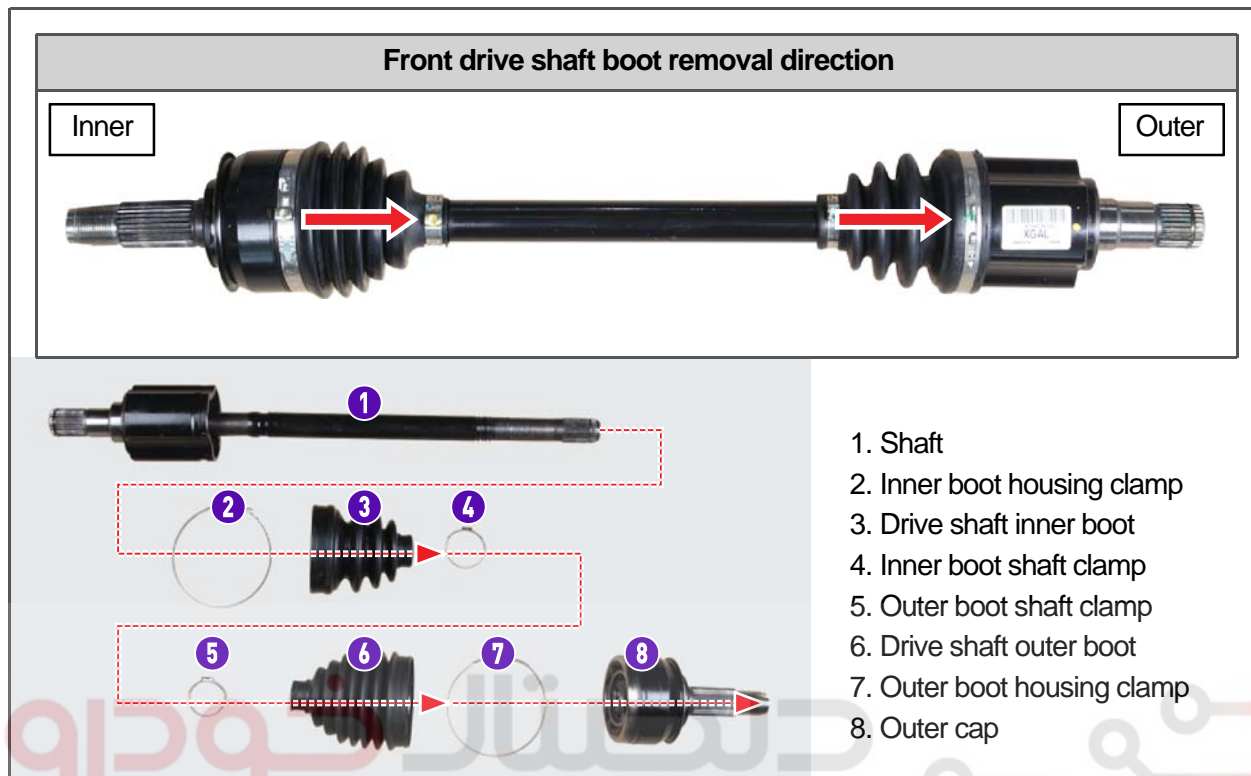 Front drive shaft boot removal direction
Inner
Outer
XGAL
1
2
3
4
5
6
7
8
1. Shaft
2. Inner boot housing clamp
3. Drive shaft inner boot
4. Inner boot shaft clamp
5. Outer boot shaft clamp
6. Drive shaft outer boot
7. Outer boot housing clamp
8. Outer cap
دیجیتال خودرو